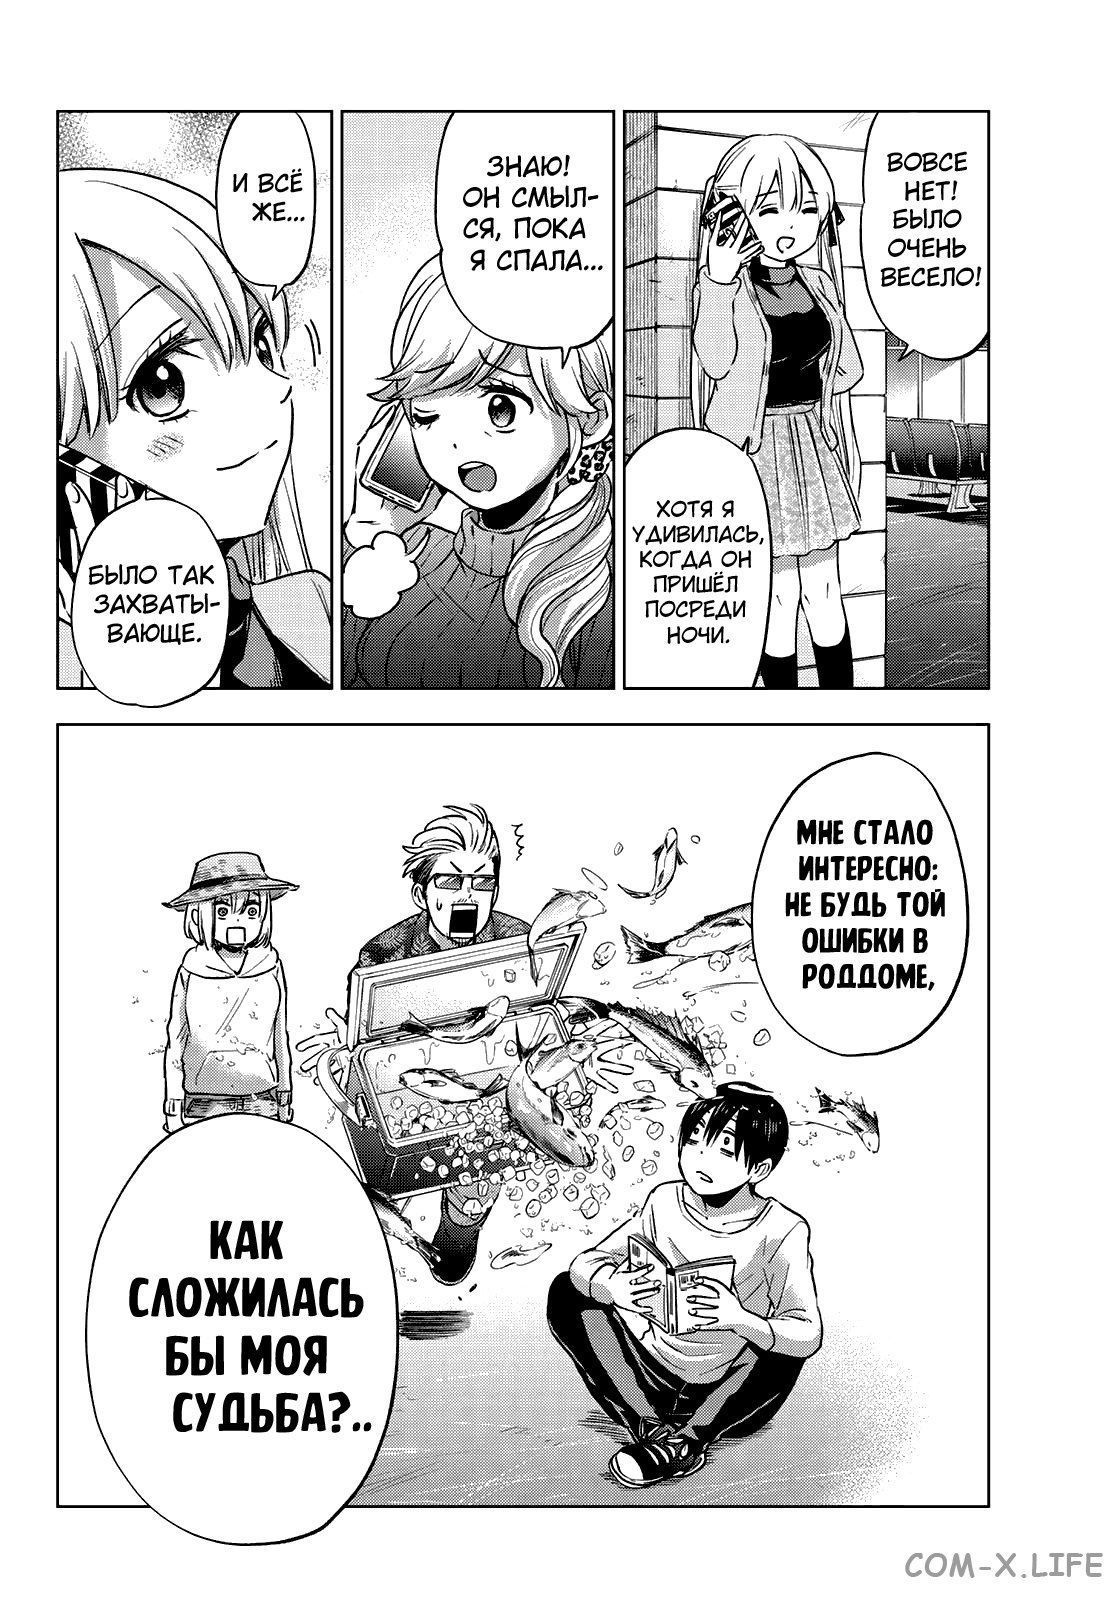 ВОВСЕ
НЕТ!
БЫЛО
ОЧЕНЬ
ВЕСЕЛО!
ХОТЯ Я
УДИВИЛАСЬ,
КОГДА ОН
ПРИШЁЛ
ПОСРЕДИ
НОЧИ.
ЗНАЮ!
ОН СМЫЛ-
СЯ, ПОКА
Я СПАЛА...
И ВСЁ
ЖЕ...
БЫЛО ТАК
ЗАХВАТЫ-
ВАЮЩЕ.
МНЕ СТАЛО
ИНТЕРЕСНО:
НЕ БУДЬ ТОЙ
ОШИБКИ В
РОДДОМЕ,
КАК
СЛОЖИЛАСЬ
БЫ МОЯ
СУДЬБА?..
COM-X.LIFE